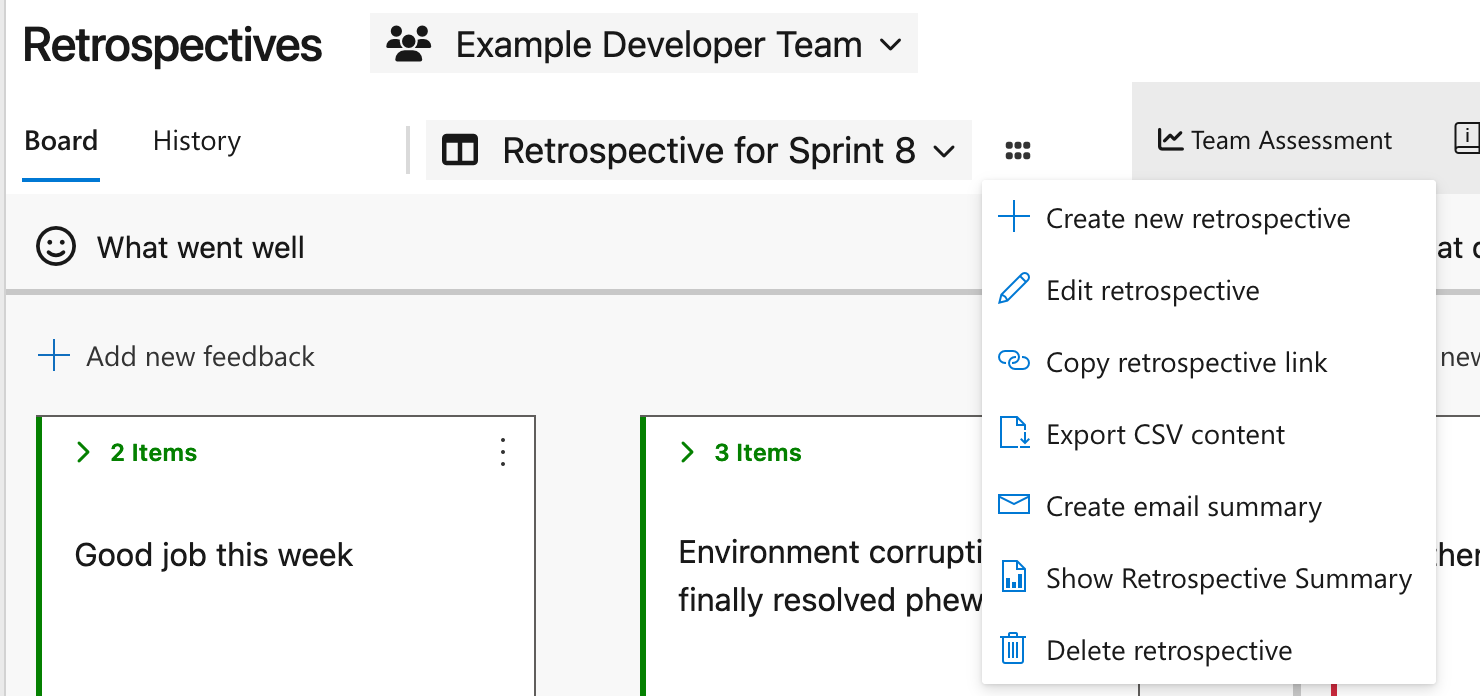 Retrospectives
Example Developer Team
Board
History
Retrospective for Sprint 8
Team Assessment
What went well
Create new retrospective
Edit retrospective
Copy retrospective link
Export CSV content
Create email summary
Show Retrospective Summary
Delete retrospective
Add new feedback
2 Items
Good job this week
3 Items
Environment
finally resolved phew